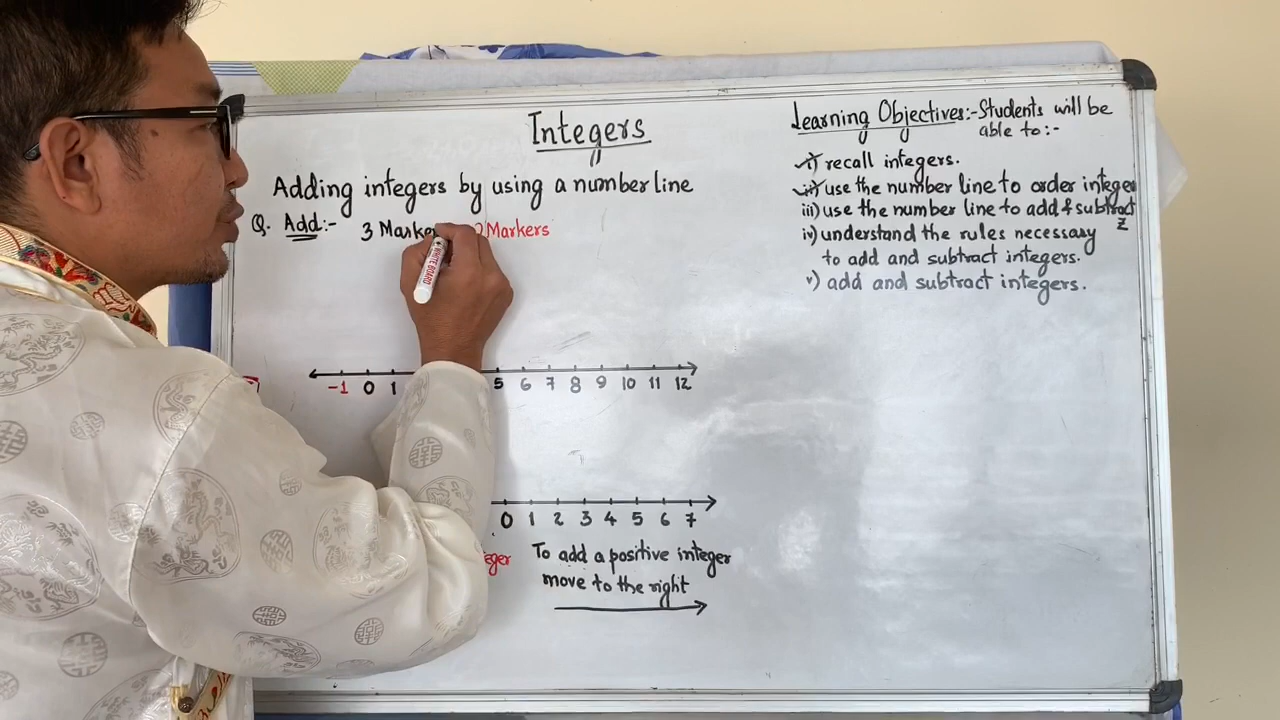 Integers
Adding integers by using a number line
Q. Add:- 3 Marke 2 Markers
WHITE BOARD
-1 0 1 5 6 7 8 9 10 11 12
0 1 2 3 4 5 6 7
eger To add a positive integer
move to the right
Learning Objectives:- Students will be
able to:-
i) recall integers.
ii) use the number line to order integer
iii) use the number line to add & subtract
Z
iv) understand the rules necessary
to add and subtract integers.
v) add and subtract integers.